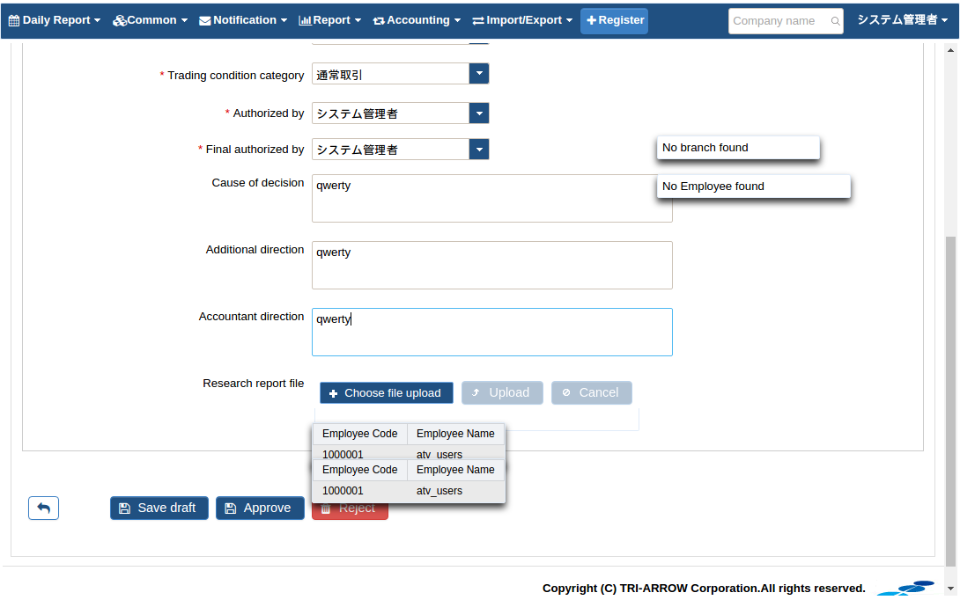 Daily Report Common Notification Report Accounting Import/Export Register Company name システム管理者
* Trading condition category 通常取引
* Authorized by システム管理者
* Final authorized by システム管理者
No branch found
Cause of decision qwerty
No Employee found
Additional direction qwerty
Accountant direction qwerty
Research report file Choose file upload Upload Cancel
Employee Code Employee Name
1000001 atv_users
Employee Code Employee Name
1000001 atv_users
Save draft Approve Reject
Copyright (C) TRI-ARROW Corporation.All rights reserved.